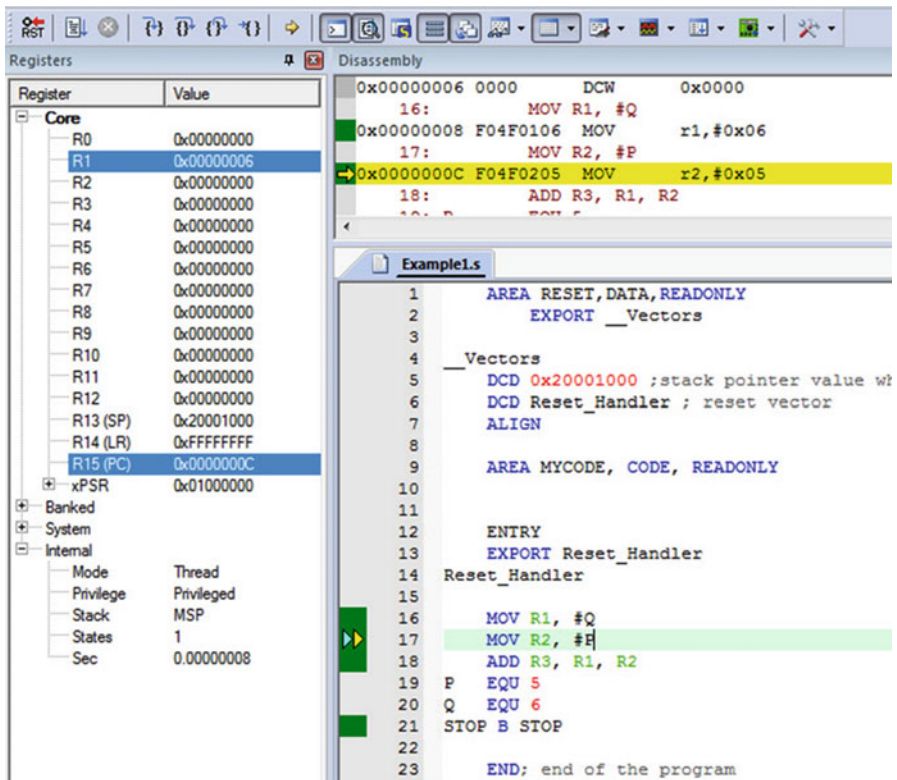 RST
Registers
Register Value
Core
R0 0x00000000
R1 0x00000006
R2 0x00000000
R3 0x00000000
R4 0x00000000
R5 0x00000000
R6 0x00000000
R7 0x00000000
R8 0x00000000
R9 0x00000000
R10 0x00000000
R11 0x00000000
R12 0x00000000
R13 (SP) 0x20001000
R14 (LR) 0xFFFFFFFF
R15 (PC) 0x0000000C
xPSR 0x01000000
Banked
System
Internal
Mode Thread
Privilege Privileged
Stack MSP
States 1
Sec 0.00000008
Disassembly
0x00000006 0000 DCW 0x0000
16: MOV R1, #Q
0x00000008 F04F0106 MOV r1,#0x06
17: MOV R2, #P
0x0000000C F04F0205 MOV r2,#0x05
18: ADD R3, R1, R2
Example1.s
1 AREA RESET,DATA,READONLY
2 EXPORT __Vectors
3
4 __Vectors
5 DCD 0x20001000 ;stack pointer value wh
6 DCD Reset_Handler ; reset vector
7 ALIGN
8
9 AREA MYCODE, CODE, READONLY
10
11
12 ENTRY
13 EXPORT Reset_Handler
14 Reset_Handler
15
16 MOV R1, #Q
17 MOV R2, #P
18 ADD R3, R1, R2
19 P EQU 5
20 Q EQU 6
21 STOP B STOP
22
23 END; end of the program